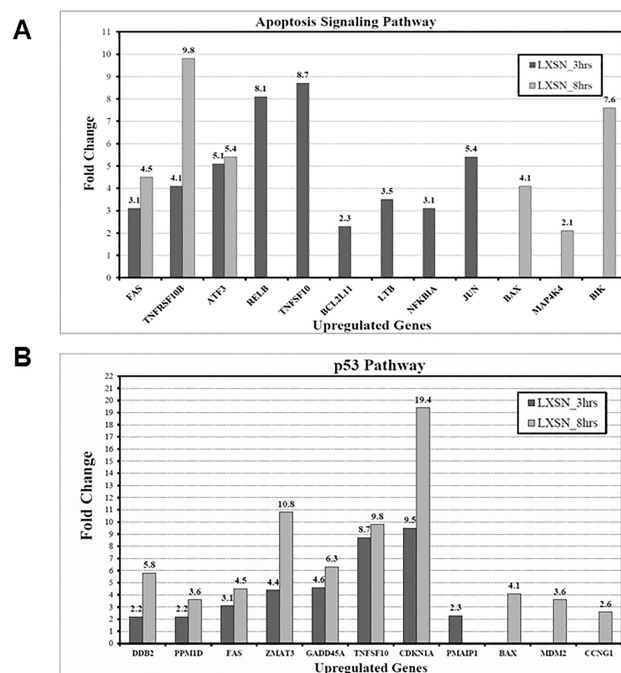 A
Apoptosis Signaling Pathway
Fold Change
11
10
9
8
7
6
5
4
3
2
1
0
LXSN_3hrs
LXSN_8hrs
3.1 4.5 4.1 9.8 5.1 5.4 8.1 8.7 2.3 3.5 3.1 5.4 4.1 2.1 7.6
FAS TNFRSF10B ATF3 RELB TNFSF10 BCL2L11 LTB NFKBIA JUN BAX MAP4K4 BIK
Upregulated Genes
B
p53 Pathway
Fold Change
22
21
20
19
18
17
16
15
14
13
12
11
10
9
8
7
6
5
4
3
2
1
0
LXSN_3hrs
LXSN_8hrs
2.2 5.8 2.2 3.6 3.1 4.5 4.4 10.8 4.6 6.3 8.7 9.8 9.5 19.4 2.3 4.1 3.6 2.6
DDB2 PPM1D FAS ZMAT3 GADD45A TNFSF10 CDKN1A PMAIP1 BAX MDM2 CCNG1
Upregulated Genes